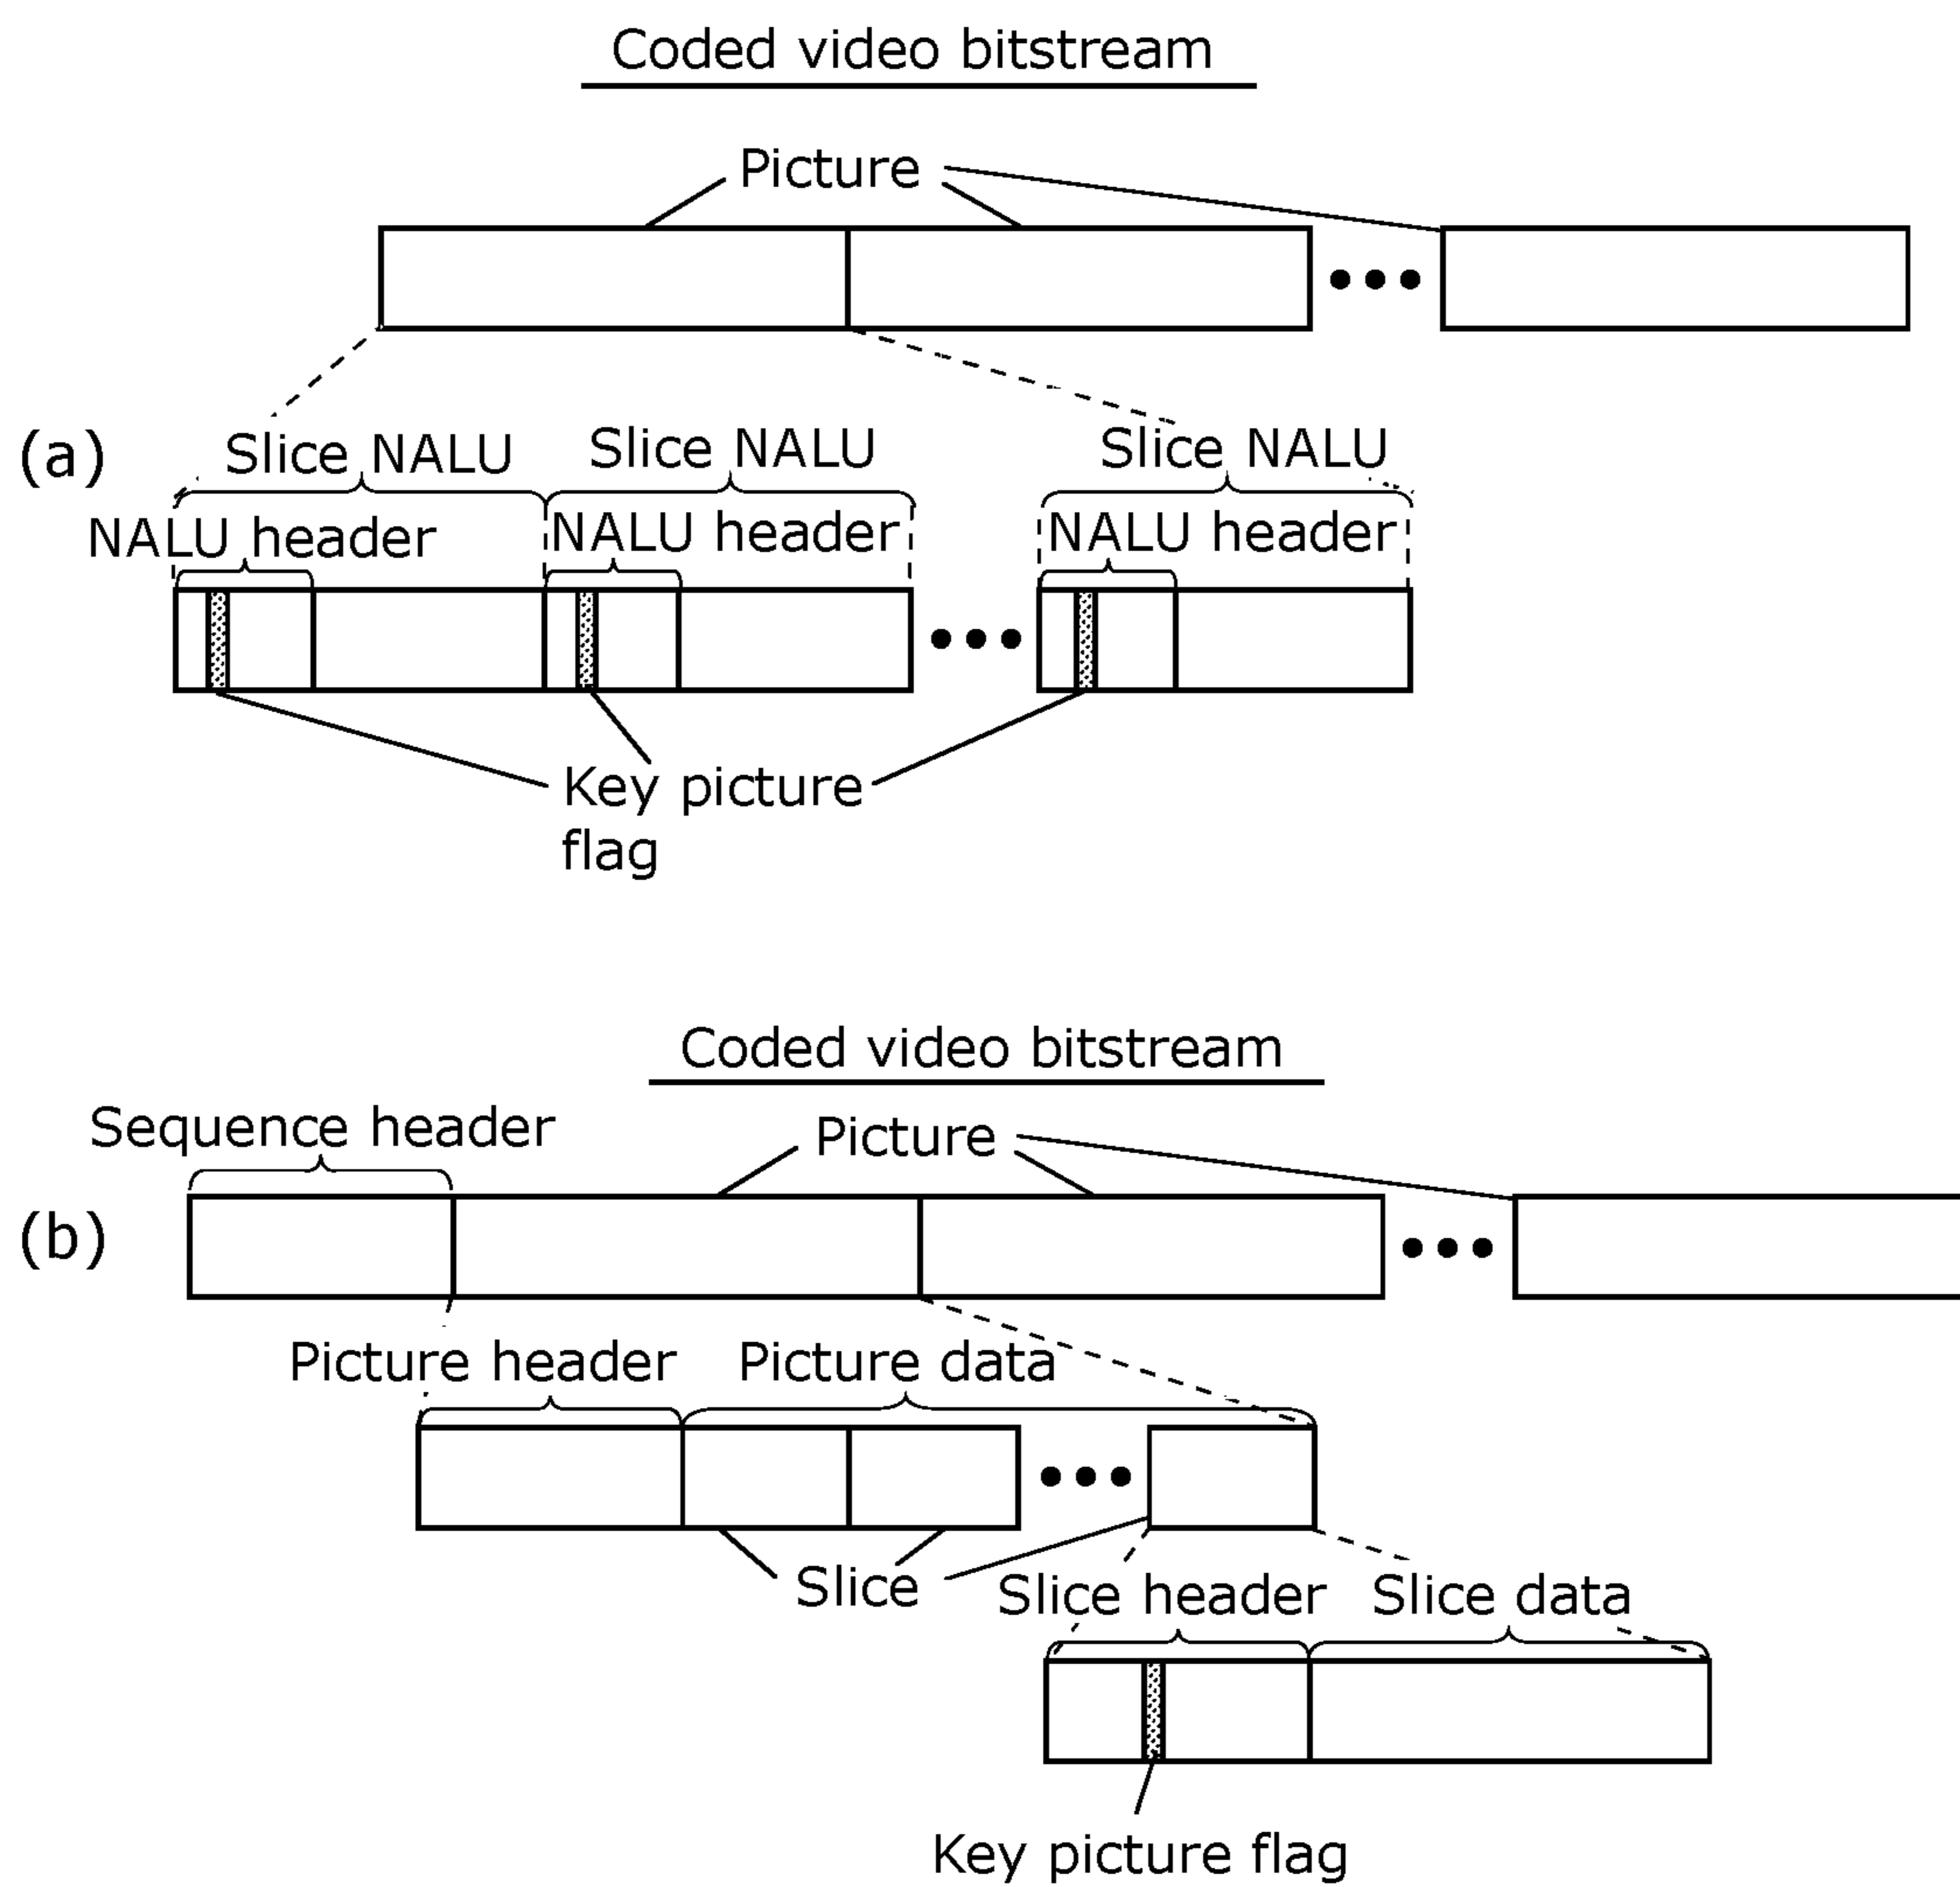 Coded video bitstream
Picture
(a)
Slice NALU
Slice NALU
Slice NALU
NALU header
NALU header
NALU header
Key picture
flag
Coded video bitstream
Sequence header
Picture
(b)
Picture header
Picture data
Slice
Slice header
Slice data
Key picture flag